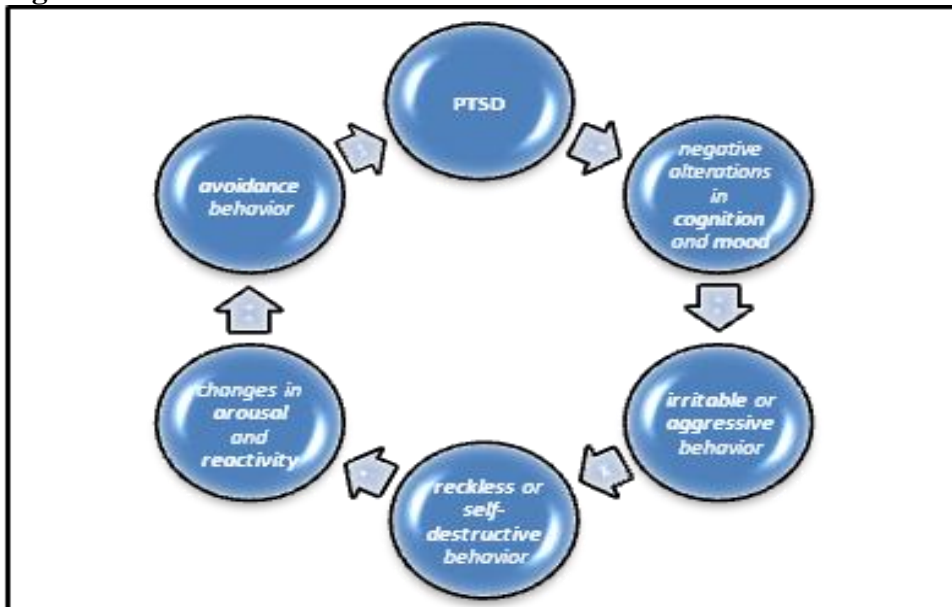 PTSD
negative
alterations
in
cognition
and mood
irritable or
aggressive
behavior
reckless or
self-
destructive
behavior
changes in
arousal
and
reactivity
avoidance
behavior